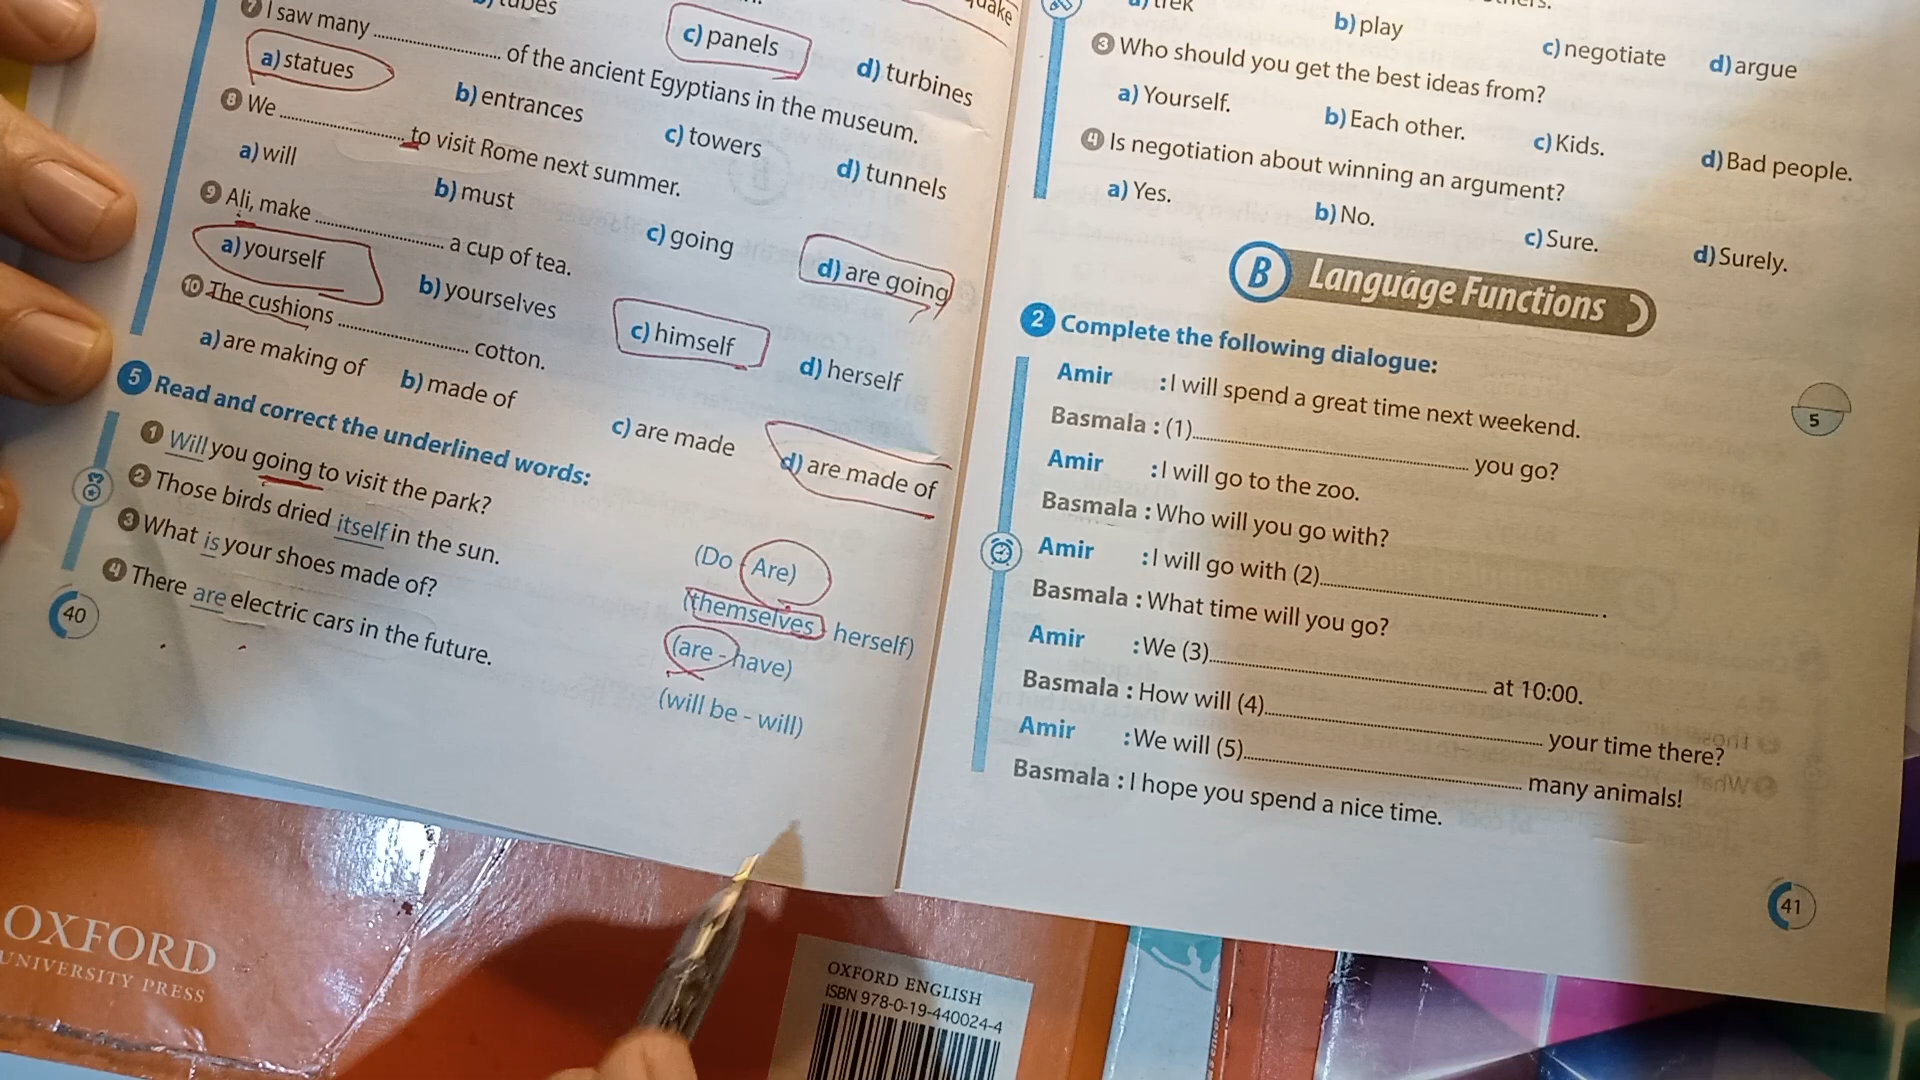 b) tubes
c) panels
d) turbines
7 I saw many ........ of the ancient Egyptians in the museum.
a) statues b) entrances c) towers d) tunnels
8 We ........ to visit Rome next summer.
a) will b) must c) going d) are going
9 Ali, make ........ a cup of tea.
a) yourself b) yourselves c) himself d) herself
10 The cushions ........ cotton.
a) are making of b) made of c) are made d) are made of
5 Read and correct the underlined words:
1 Will you going to visit the park? (Do - Are)
2 Those birds dried itself in the sun. (themselves - herself)
3 What is your shoes made of? (are - have)
4 There are electric cars in the future. (will be - will)
40
b) play c) negotiate d) argue
3 Who should you get the best ideas from?
a) Yourself. b) Each other. c) Kids. d) Bad people.
4 Is negotiation about winning an argument?
a) Yes. b) No. c) Sure. d) Surely.
B Language Functions
2 Complete the following dialogue:
5
Amir : I will spend a great time next weekend.
Basmala : (1) ........ you go?
Amir : I will go to the zoo.
Basmala : Who will you go with?
Amir : I will go with (2) ........ .
Basmala : What time will you go?
Amir : We (3) ........ at 10:00.
Basmala : How will (4) ........ your time there?
Amir : We will (5) ........ many animals!
Basmala : I hope you spend a nice time.
41
OXFORD
UNIVERSITY PRESS
OXFORD ENGLISH
ISBN 978-0-19-440024-4